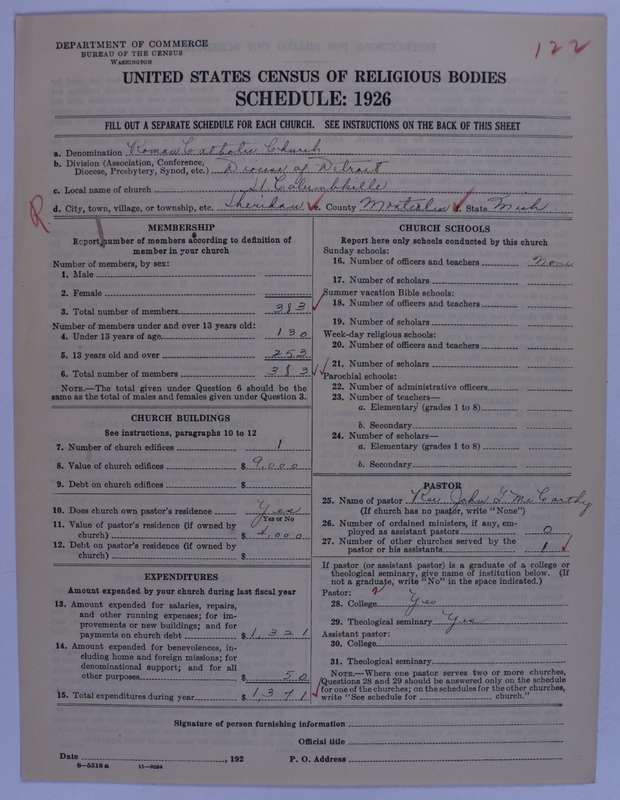 DEPARTMENT OF COMMERCE
BUREAU OF THE CENSUS
WASHINGTON
122
UNITED STATES CENSUS OF RELIGIOUS BODIES
SCHEDULE: 1926
FILL OUT A SEPARATE SCHEDULE FOR EACH CHURCH. SEE INSTRUCTIONS ON THE BACK OF THIS SHEET
a. Denomination Roman Catholic Church
b. Division (Association, Conference,
Diocese, Presbytery, Synod, etc.) Diocese of Detroit
c. Local name of church St. Columbkille
d. City, town, village, or township, etc. Sheridan e. County f. State Mich
R
MEMBERSHIP
Report number of members according to definition of
member in your church
Number of members, by sex:
1. Male
2. Female
3. Total number of members 383
Number of members under and over 13 years old:
4. Under 13 years of age 130
5. 13 years old and over 253
6. Total number of members 383
NOTE.—The total given under Question 6 should be the
same as the total of males and females given under Question 3.
CHURCH BUILDINGS
See instructions, paragraphs 10 to 12
7. Number of church edifices 1
8. Value of church edifices $ 9,000
9. Debt on church edifices $
10. Does church own pastor's residence Yes
Yes or No
11. Value of pastor's residence (if owned by
church) $ 4,000
12. Debt on pastor's residence (if owned by
church) $
EXPENDITURES
Amount expended by your church during last fiscal year
13. Amount expended for salaries, repairs,
and other running expenses; for im-
provements or new buildings; and for
payments on church debt $ 1,321
14. Amount expended for benevolences, in-
cluding home and foreign missions; for
denominational support; and for all
other purposes $ 50
15. Total expenditures during year $ 1371
CHURCH SCHOOLS
Report here only schools conducted by this church
Sunday schools:
16. Number of officers and teachers None
17. Number of scholars
Summer vacation Bible schools:
18. Number of officers and teachers
19. Number of scholars
Week-day religious schools:
20. Number of officers and teachers
21. Number of scholars
Parochial schools:
22. Number of administrative officers
23. Number of teachers—
a. Elementary (grades 1 to 8)
b. Secondary
24. Number of scholars—
a. Elementary (grades 1 to 8)
b. Secondary
PASTOR
25. Name of pastor Rev John G McCarthy
(If church has no pastor, write "None")
26. Number of ordained ministers, if any, em-
ployed as assistant pastors 0
27. Number of other churches served by the
pastor or his assistants 1
If pastor (or assistant pastor) is a graduate of a college or
theological seminary, give name of institution below. (If
not a graduate, write "No" in the space indicated.)
Pastor:
28. College Yes
29. Theological seminary Yes
Assistant pastor:
30. College
31. Theological seminary
NOTE.—Where one pastor serves two or more churches,
Questions 28 and 29 should be answered only on the schedule
for one of the churches; on the schedules for the other churches,
write "See schedule for church."
Signature of person furnishing information
Official title
Date , 192 P. O. Address
8—5518a 11—9554